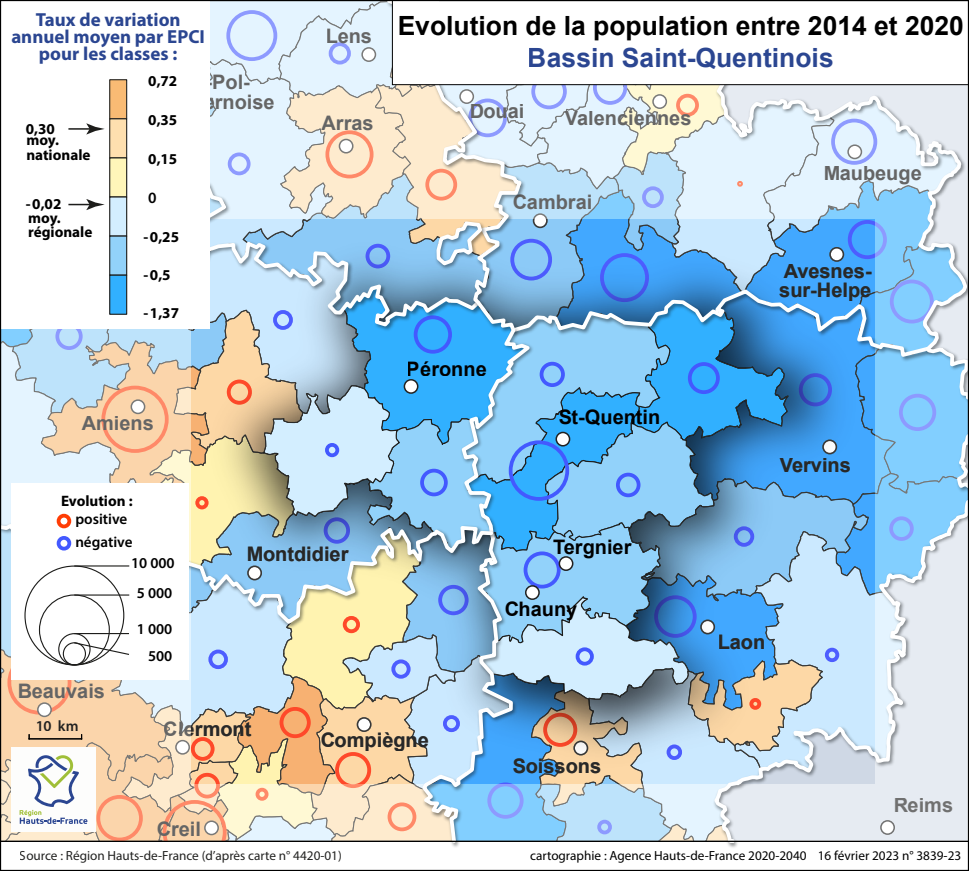 Taux de variation
annuel moyen par EPCI
pour les classes :
0,72
0,35
0,30
moy.
nationale
0,15
0
-0,02
moy.
régionale
-0,25
-0,5
-1,37
Evolution de la population entre 2014 et 2020
Bassin Saint-Quentinois
Lens
Pol-
arnoise
Douai
Valenciennes
Arras
Maubeuge
Cambrai
Avesnes-
sur-Helpe
Péronne
Amiens
St-Quentin
Vervins
Evolution :
positive
négative
10 000
5 000
1 000
500
Montdidier
Tergnier
Chauny
Laon
Beauvais
10 km
Clermont
Compiègne
Soissons
Région
Hauts-de-France
Creil
Reims
Source : Région Hauts-de-France (d'après carte n° 4420-01)
cartographie : Agence Hauts-de-France 2020-2040 16 février 2023 n° 3839-23